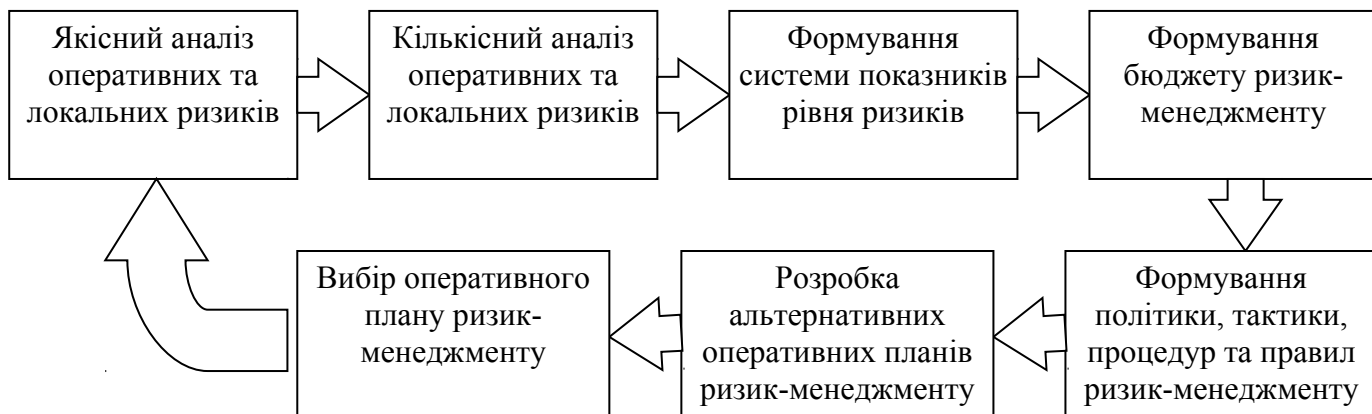 Якісний аналіз
оперативних та
локальних ризиків
Кількісний аналіз
оперативних та
локальних ризиків
Формування
системи показників
рівня ризиків
Формування
бюджету ризик-
менеджменту
Формування
політики, тактики,
процедур та правил
ризик-менеджменту
Розробка
альтернативних
оперативних планів
ризик-менеджменту
Вибір оперативного
плану ризик-
менеджменту